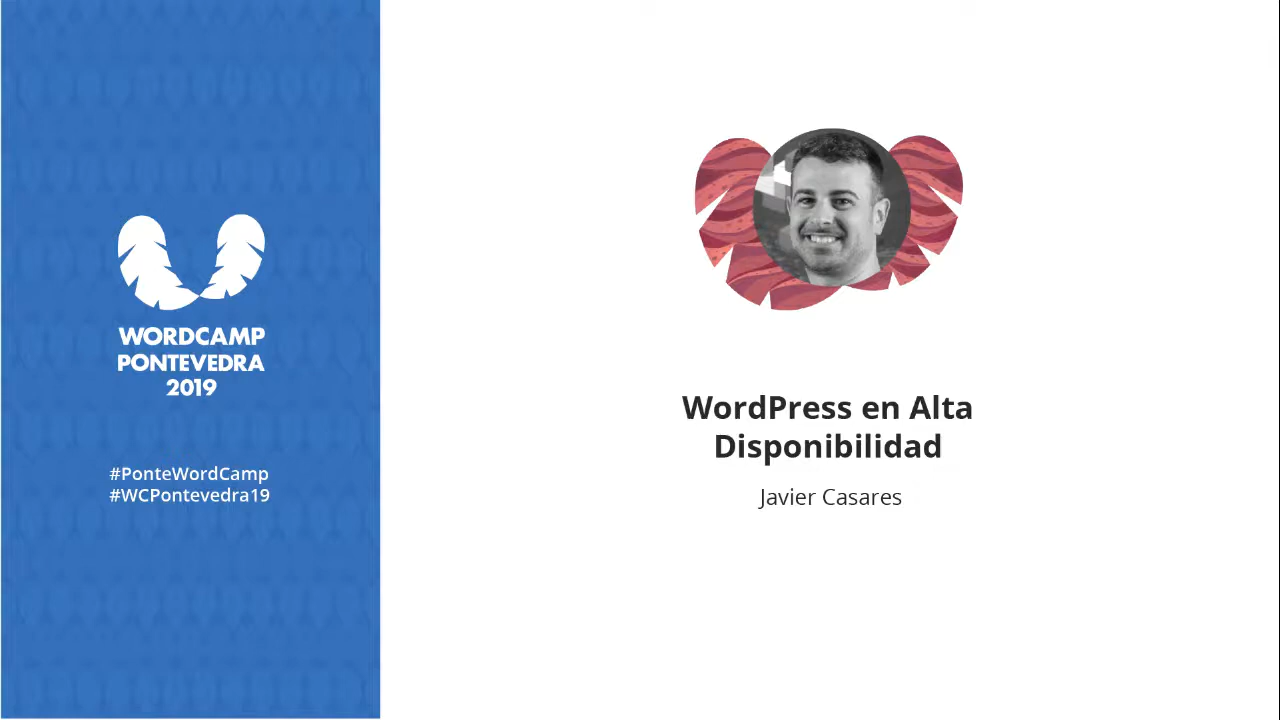 WORDCAMP
PONTEVEDRA
2019
#PonteWordCamp
#WCPontevedra19
WordPress en Alta
Disponibilidad
Javier Casares